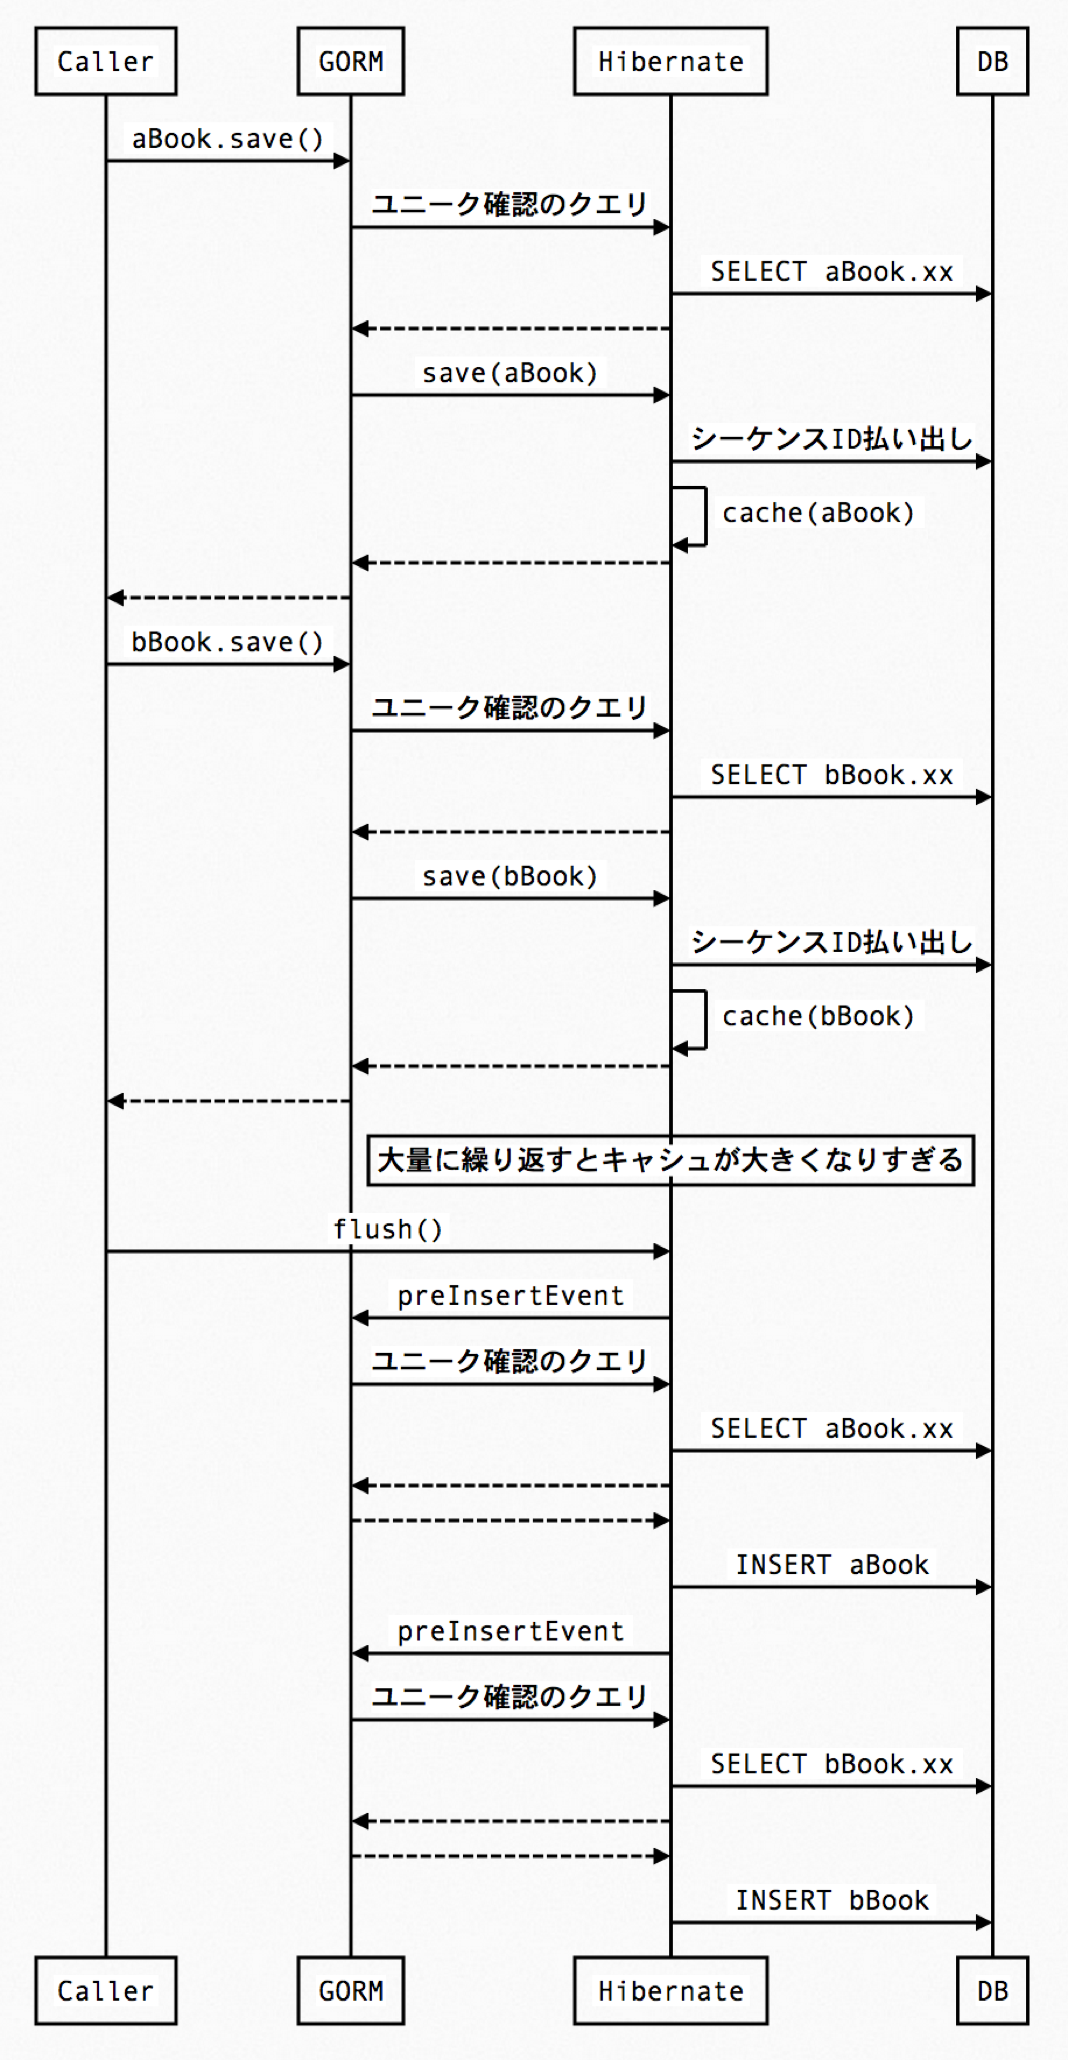 Caller GORM Hibernate DB
aBook.save()
ユニーク確認のクエリ
SELECT aBook.xx
save(aBook)
シーケンスID払い出し
cache(aBook)
bBook.save()
ユニーク確認のクエリ
SELECT bBook.xx
save(bBook)
シーケンスID払い出し
cache(bBook)
大量に繰り返すとキャシュが大きくなりすぎる
flush()
preInsertEvent
ユニーク確認のクエリ
SELECT aBook.xx
INSERT aBook
preInsertEvent
ユニーク確認のクエリ
SELECT bBook.xx
INSERT bBook
Caller GORM Hibernate DB